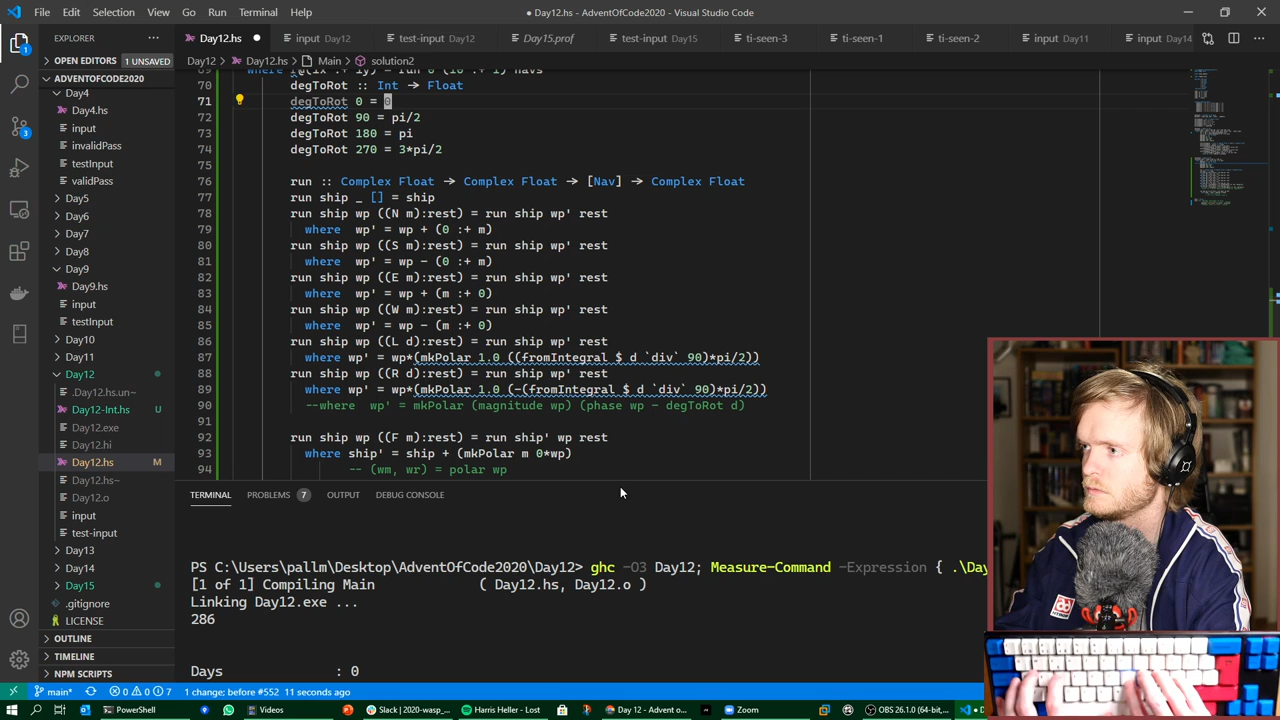 File Edit Selection View Go Run Terminal Help
● Day12.hs - AdventOfCode2020 - Visual Studio Code
EXPLORER ···
Day12.hs ● input Day12 test-input Day12 Day15.prof test-input Day15 ti-seen-3 ti-seen-1 ti-seen-2 input Day11 input Day14
OPEN EDITORS 1 UNSAVED
Day12 > Day12.hs > Main > solution2
ADVENTOFCODE2020
Day4
Day4.hs
input
invalidPass
testInput
validPass
Day5
Day6
Day7
Day8
Day9
Day9.hs
input
testInput
Day10
Day11
Day12
.Day12.hs.un~
Day12-Int.hs U
Day12.exe
Day12.hi
Day12.hs M
Day12.hs~
Day12.o
input
test-input
Day13
Day14
Day15
.gitignore
LICENSE
OUTLINE
TIMELINE
NPM SCRIPTS
70 degToRot :: Int → Float
71 degToRot 0 = 0
72 degToRot 90 = pi/2
73 degToRot 180 = pi
74 degToRot 270 = 3*pi/2
75
76 run :: Complex Float → Complex Float → [Nav] → Complex Float
77 run ship _ [] = ship
78 run ship wp ((N m):rest) = run ship wp' rest
79 where wp' = wp + (0 :+ m)
80 run ship wp ((S m):rest) = run ship wp' rest
81 where wp' = wp - (0 :+ m)
82 run ship wp ((E m):rest) = run ship wp' rest
83 where wp' = wp + (m :+ 0)
84 run ship wp ((W m):rest) = run ship wp' rest
85 where wp' = wp - (m :+ 0)
86 run ship wp ((L d):rest) = run ship wp' rest
87 where wp' = wp*(mkPolar 1.0 ((fromIntegral $ d `div` 90)*pi/2))
88 run ship wp ((R d):rest) = run ship wp' rest
89 where wp' = wp*(mkPolar 1.0 (-(fromIntegral $ d `div` 90)*pi/2))
90 --where wp' = mkPolar (magnitude wp) (phase wp - degToRot d)
91
92 run ship wp ((F m):rest) = run ship' wp rest
93 where ship' = ship + (mkPolar m 0*wp)
94 -- (wm, wr) = polar wp
TERMINAL PROBLEMS 7 OUTPUT DEBUG CONSOLE
PS C:\Users\pallm\Desktop\AdventOfCode2020\Day12> ghc -O3 Day12; Measure-Command -Expression { .\Day
[1 of 1] Compiling Main ( Day12.hs, Day12.o )
Linking Day12.exe ...
286
Days : 0
main* 0 0 7 1 change; before #552 11 seconds ago
PowerShell Videos Slack | 2020-wasp_... Harris Heller - Lost Day 12 - Advent o... Zoom OBS 26.1.0 (64-bit,...